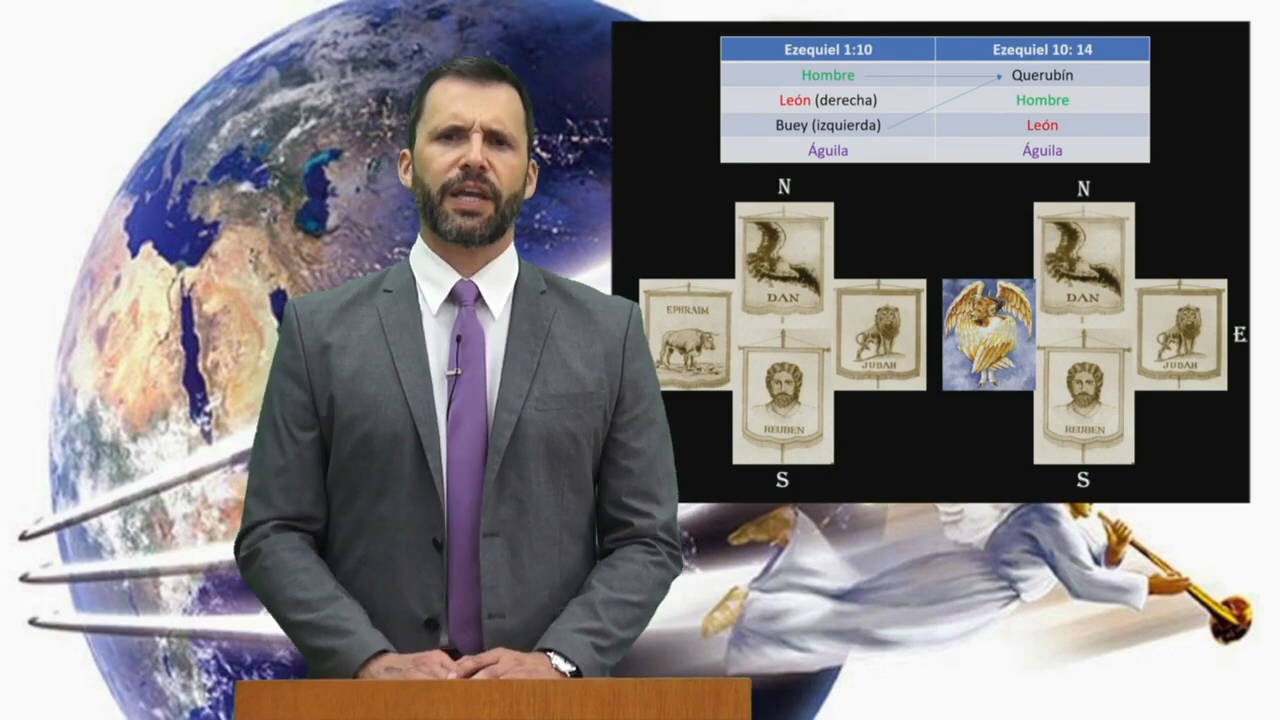 Ezequiel 1:10 Ezequiel 10: 14
Hombre Querubín
León (derecha) Hombre
Buey (izquierda) León
Águila Águila
N N
DAN DAN
EPHRAIM
JUDAH JUDAH
E
REUBEN REUBEN
S S